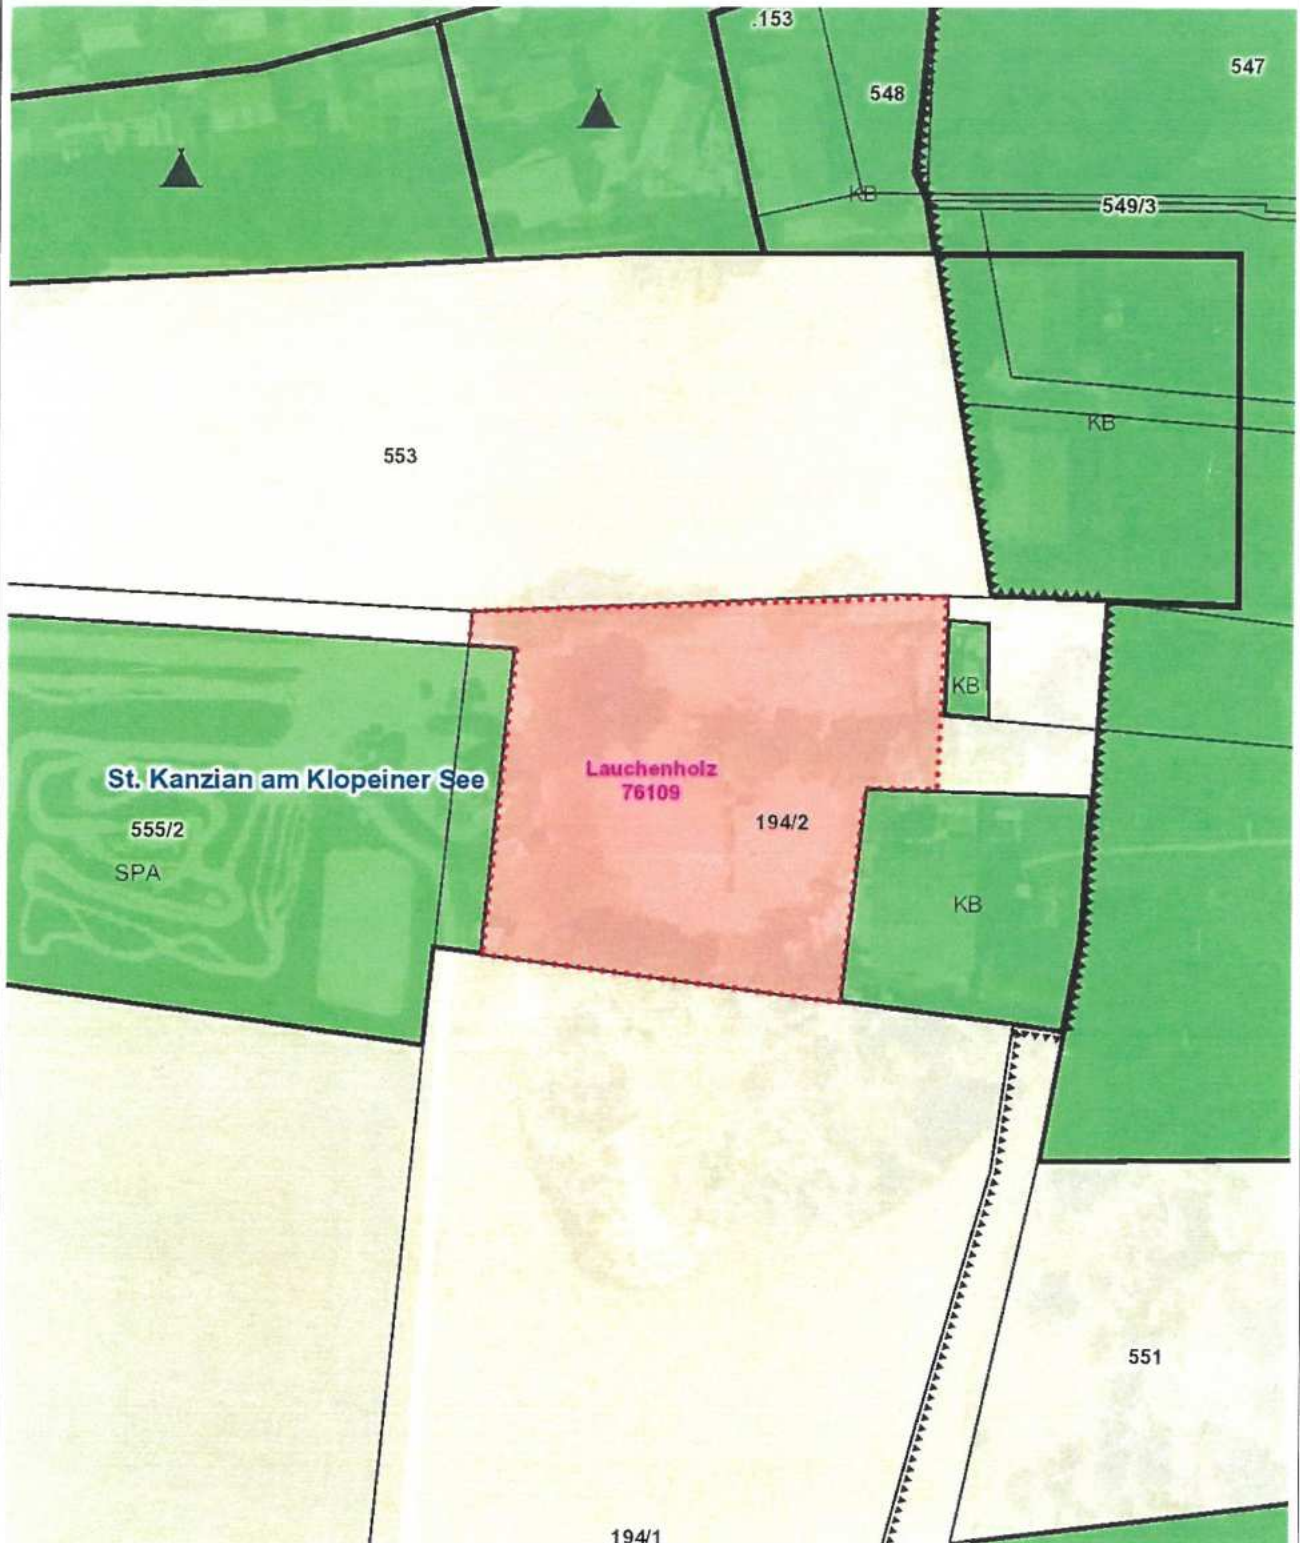 .153
547
548
KB
549/3
KB
553
KB
Lauchenholz
76109
St. Kanzian am Klopeiner See
194/2
555/2
SPA
KB
551
194/1